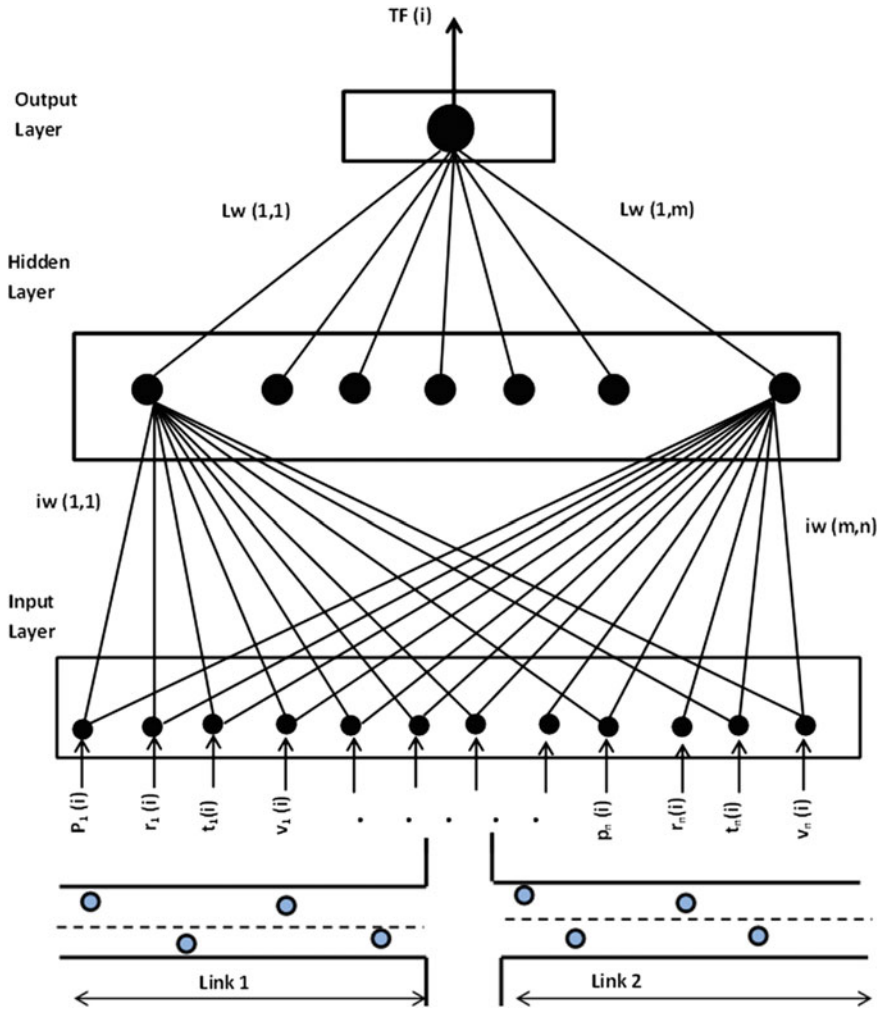 TF (i)
Output
Layer
Lw (1,1)
Lw (1,m)
Hidden
Layer
iw (1,1)
iw (m,n)
Input
Layer
P₁ (i)
r₁ (i)
t₁(i)
v₁ (i)
. . . . .
pₙ (i)
rₙ (i)
tₙ(i)
vₙ (i)
Link 1
Link 2